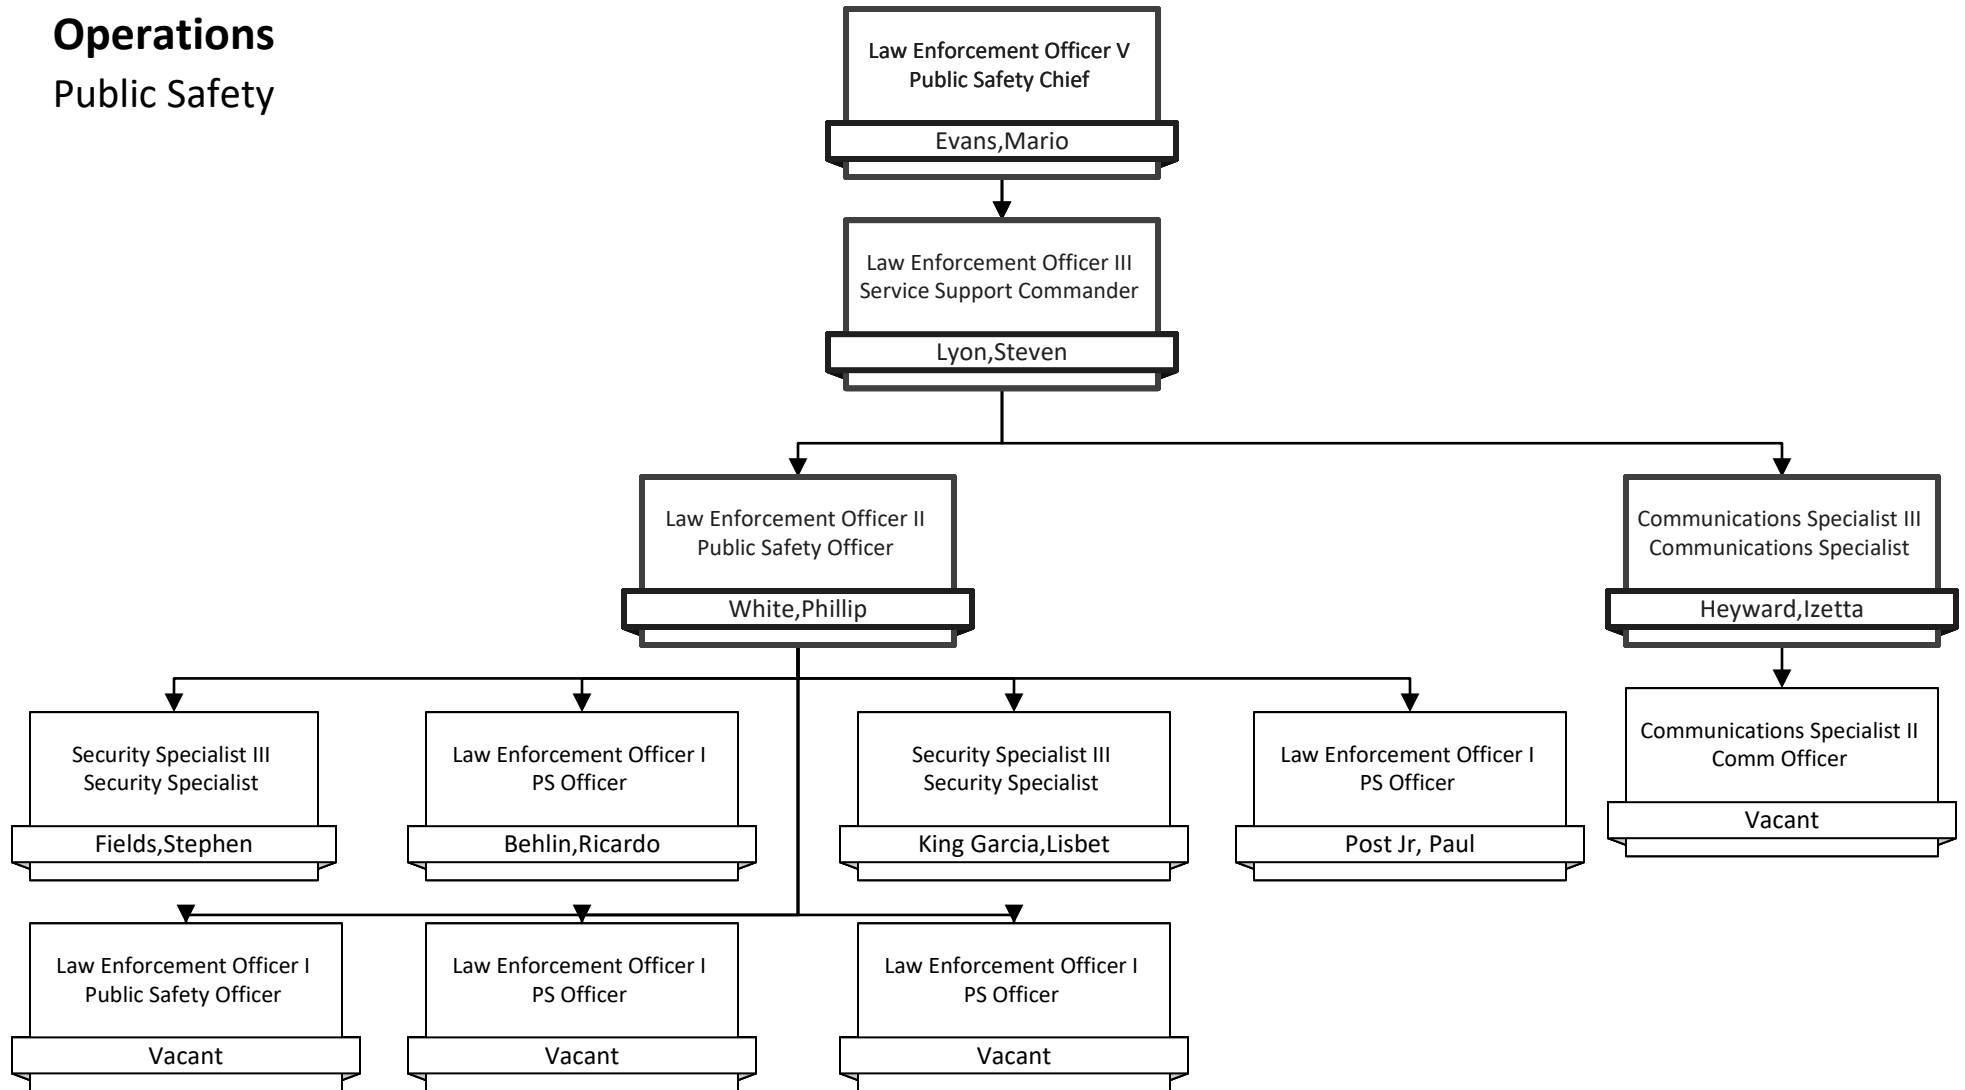 Operations
Public Safety
Law Enforcement Officer V
Public Safety Chief
Evans,Mario
Law Enforcement Officer III
Service Support Commander
Lyon,Steven
Law Enforcement Officer II
Public Safety Officer
White,Phillip
Communications Specialist III
Communications Specialist
Heyward,Izetta
Security Specialist III
Security Specialist
Fields,Stephen
Law Enforcement Officer I
PS Officer
Behlin,Ricardo
Security Specialist III
Security Specialist
King Garcia,Lisbet
Law Enforcement Officer I
PS Officer
Post Jr, Paul
Communications Specialist II
Comm Officer
Vacant
Law Enforcement Officer I
Public Safety Officer
Vacant
Law Enforcement Officer I
PS Officer
Vacant
Law Enforcement Officer I
PS Officer
Vacant